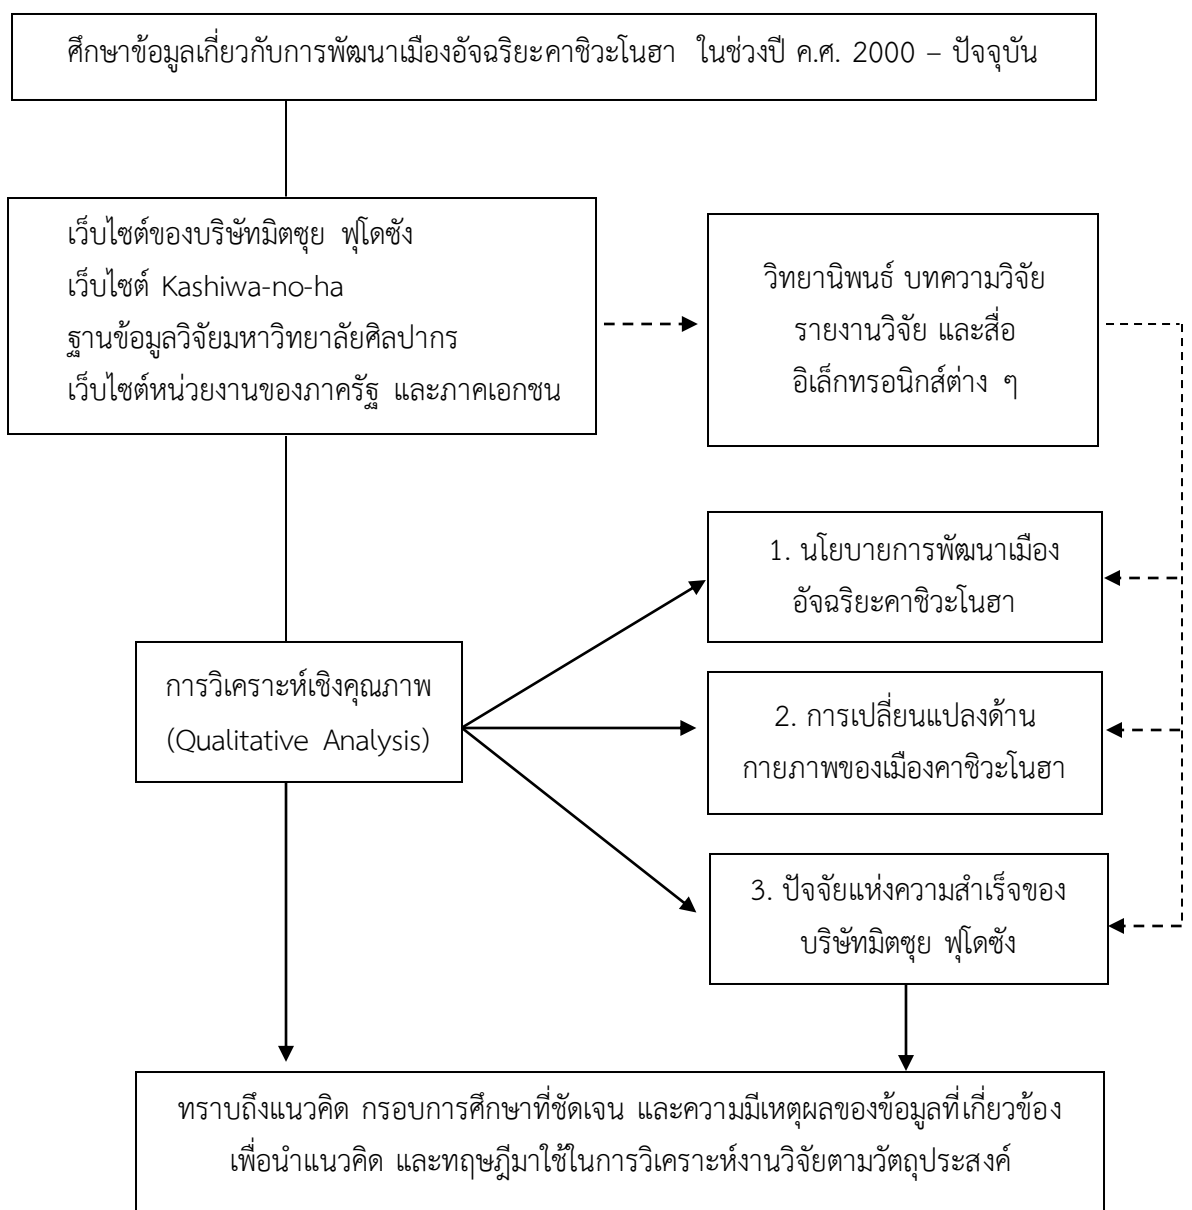 ศึกษาข้อมูลเกี่ยวกับการพัฒนาเมืองอัจฉริยะคาชิวะโนฮา ในช่วงปี ค.ศ. 2000 – ปัจจุบัน
เว็บไซต์ของบริษัทมิตซุย ฟุโดซัง
เว็บไซต์ Kashiwa-no-ha
ฐานข้อมูลวิจัยมหาวิทยาลัยศิลปากร
เว็บไซต์หน่วยงานของภาครัฐ และภาคเอกชน
วิทยานิพนธ์ บทความวิจัย
รายงานวิจัย และสื่อ
อิเล็กทรอนิกส์ต่าง ๆ
1. นโยบายการพัฒนาเมือง
อัจฉริยะคาชิวะโนฮา
การวิเคราะห์เชิงคุณภาพ
(Qualitative Analysis)
2. การเปลี่ยนแปลงด้าน
กายภาพของเมืองคาชิวะโนฮา
3. ปัจจัยแห่งความสำเร็จของ
บริษัทมิตซุย ฟุโดซัง
ทราบถึงแนวคิด กรอบการศึกษาที่ชัดเจน และความมีเหตุผลของข้อมูลที่เกี่ยวข้อง
เพื่อนำแนวคิด และทฤษฎีมาใช้ในการวิเคราะห์งานวิจัยตามวัตถุประสงค์